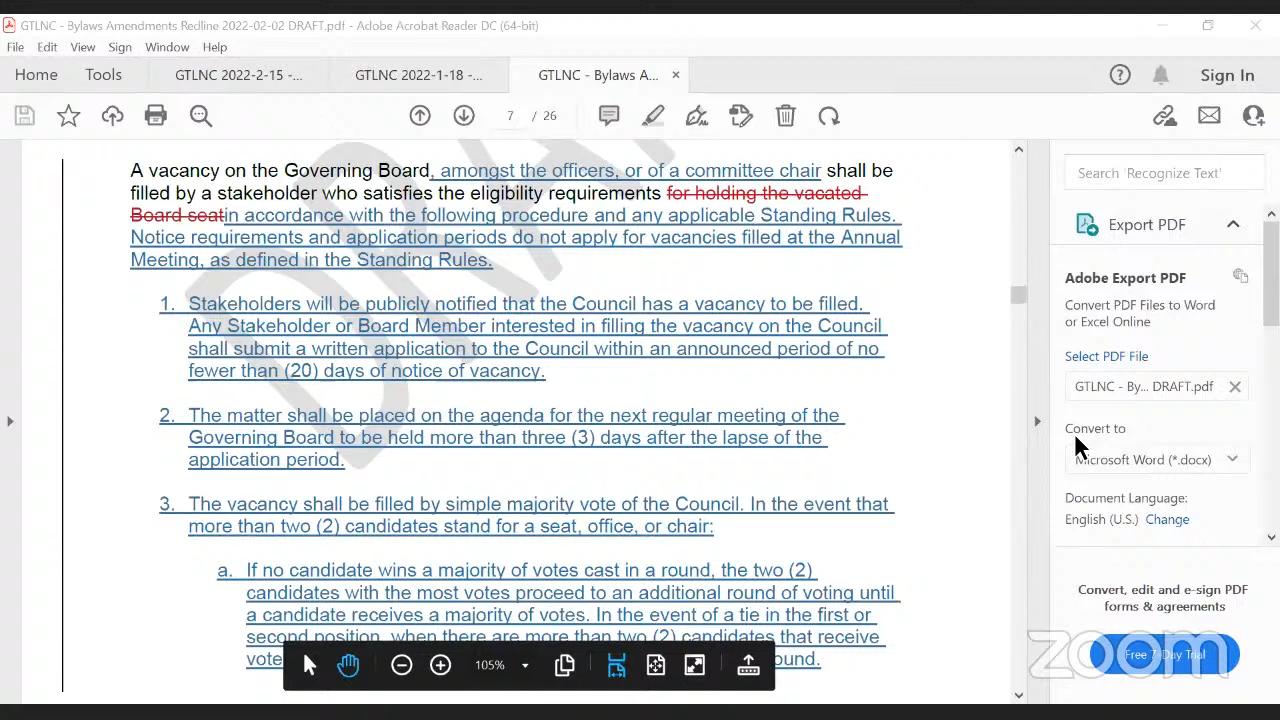 GTLNC - Bylaws Amendments Redline 2022-02-02 DRAFT.pdf - Adobe Acrobat Reader DC (64-bit)
File Edit View Sign Window Help
Home Tools GTLNC 2022-2-15 -... GTLNC 2022-1-18 -... GTLNC - Bylaws A... × Sign In
7 / 26
A vacancy on the Governing Board, amongst the officers, or of a committee chair shall be
filled by a stakeholder who satisfies the eligibility requirements for holding the vacated
Board seatin accordance with the following procedure and any applicable Standing Rules.
Notice requirements and application periods do not apply for vacancies filled at the Annual
Meeting, as defined in the Standing Rules.
1. Stakeholders will be publicly notified that the Council has a vacancy to be filled.
Any Stakeholder or Board Member interested in filling the vacancy on the Council
shall submit a written application to the Council within an announced period of no
fewer than (20) days of notice of vacancy.
2. The matter shall be placed on the agenda for the next regular meeting of the
Governing Board to be held more than three (3) days after the lapse of the
application period.
3. The vacancy shall be filled by simple majority vote of the Council. In the event that
more than two (2) candidates stand for a seat, office, or chair:
a. If no candidate wins a majority of votes cast in a round, the two (2)
candidates with the most votes proceed to an additional round of voting until
a candidate receives a majority of votes. In the event of a tie in the first or
second position, when there are more than two (2) candidates that receive
vote ound.
105%
DRA
Search 'Recognize Text'
Export PDF
Adobe Export PDF
Convert PDF Files to Word
or Excel Online
Select PDF File
GTLNC - By... DRAFT.pdf
Convert to
Microsoft Word (*.docx)
Document Language:
English (U.S.) Change
Convert, edit and e-sign PDF
forms & agreements
Free 7-Day Trial
zoom